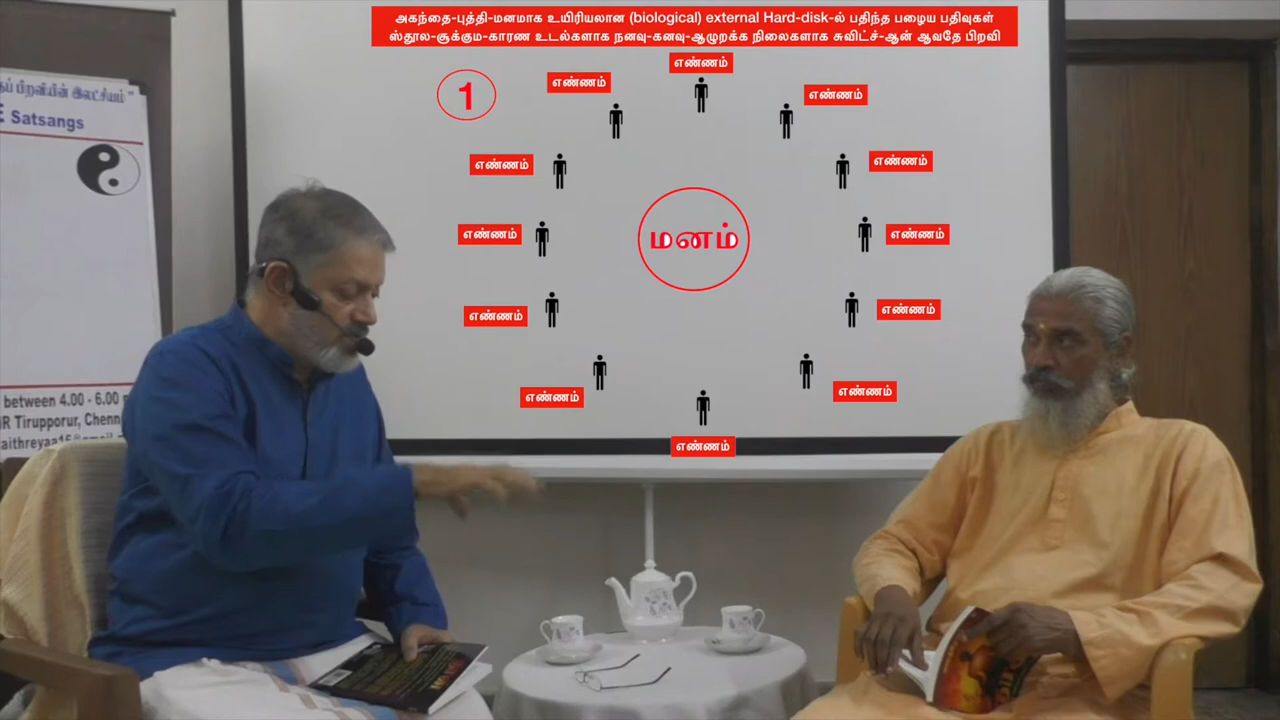 அகந்தை-புத்தி-மனமாக உயிரியலான (biological) external Hard-disk-ல் பதிந்த பழைய பதிவுகள்
ஸ்தூல-சூக்கும-காரண உடல்களாக நனவு-கனவு-ஆழுறக்க நிலைகளாக சுவிட்ச்-ஆன் ஆவதே பிறவி
1
எண்ணம்
எண்ணம்
எண்ணம்
எண்ணம்
எண்ணம்
எண்ணம்
எண்ணம்
எண்ணம்
எண்ணம்
எண்ணம்
எண்ணம்
எண்ணம்
மனம்
பிறவியின் இலட்சியம்"
Satsangs
between 4.00 - 6.00
Tirupporur, Chenn